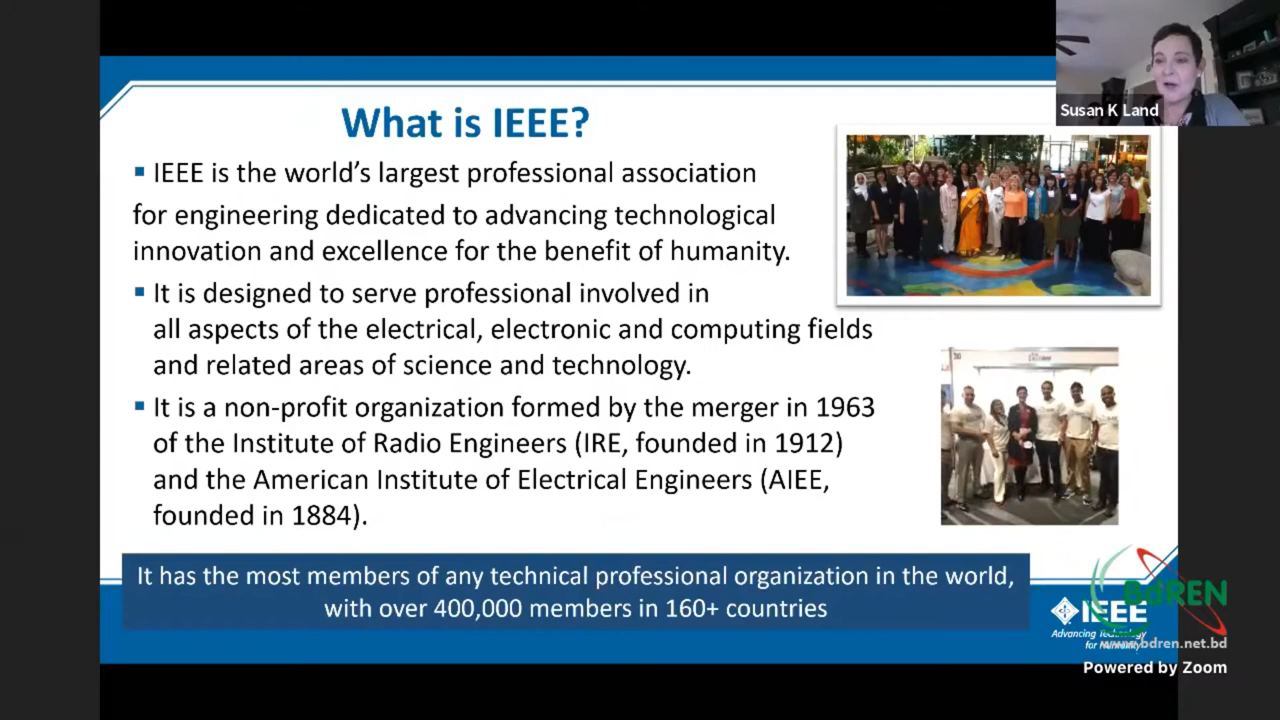 What is IEEE?
Susan K Land
▪ IEEE is the world's largest professional association
for engineering dedicated to advancing technological
innovation and excellence for the benefit of humanity.
▪ It is designed to serve professional involved in
all aspects of the electrical, electronic and computing fields
and related areas of science and technology.
▪ It is a non-profit organization formed by the merger in 1963
of the Institute of Radio Engineers (IRE, founded in 1912)
and the American Institute of Electrical Engineers (AIEE,
founded in 1884).
It has the most members of any technical professional organization in the world,
with over 400,000 members in 160+ countries
BdREN
IEEE
Advancing Technology
for Humanity
www.bdren.net.bd
Powered by Zoom